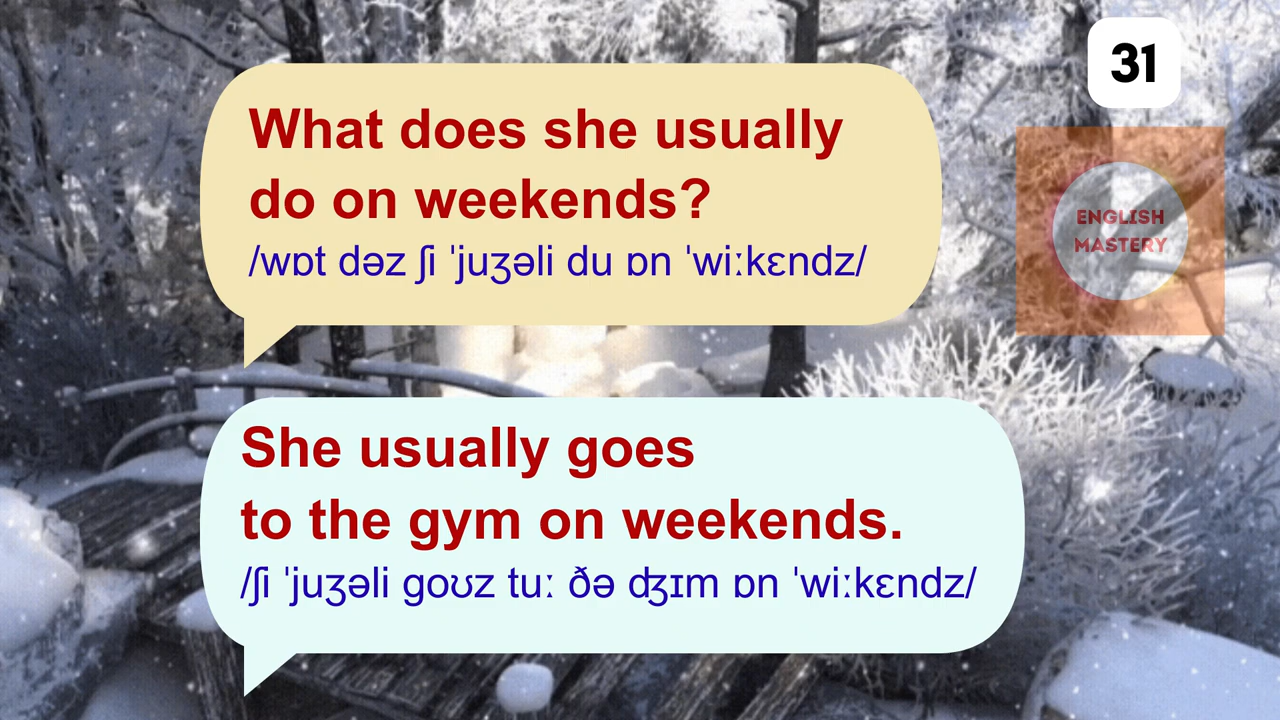 31
What does she usually
do on weekends?
/wɒt dəz ʃi ˈjuʒəli du ɒn ˈwiːkɛndz/
ENGLISH
MASTERY
She usually goes
to the gym on weekends.
/ʃi ˈjuʒəli goʊz tuː ðə ʤɪm ɒn ˈwiːkɛndz/